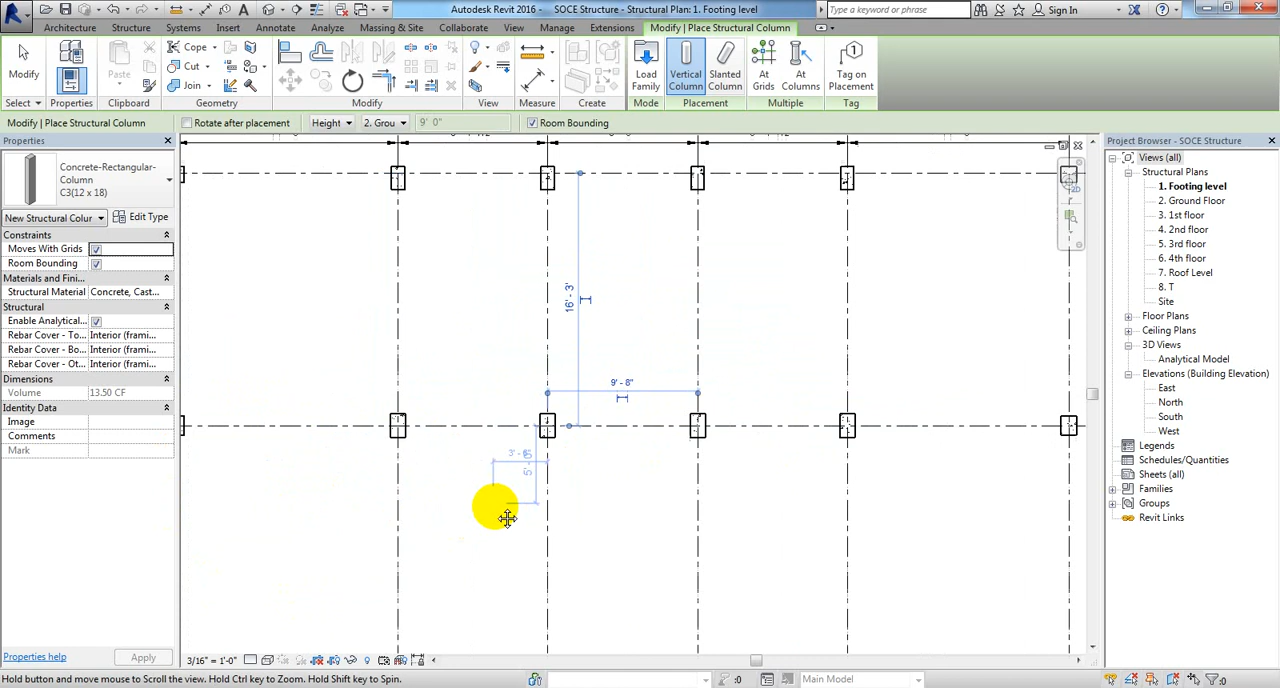 Autodesk Revit 2016 -    SOCE Structure - Structural Plan: 1. Footing level
Type a keyword or phrase
Sign In
Architecture Structure Systems Insert Annotate Analyze Massing & Site Collaborate View Manage Extensions Modify | Place Structural Column
Modify
Select
Properties
Paste
Clipboard
Cope
Cut
Join
Geometry
Modify
View
Measure
Create
Load Family
Mode
Vertical Column
Slanted Column
Placement
At Grids
At Columns
Multiple
Tag on Placement
Tag
Modify | Place Structural Column
Rotate after placement
Height
2. Grou
9' 0"
Room Bounding
Properties
Concrete-Rectangular-Column
C3(12 x 18)
New Structural Colur
Edit Type
Constraints
Moves With Grids
Room Bounding
Materials and Fini...
Structural Material Concrete, Cast...
Structural
Enable Analytical...
Rebar Cover - To... Interior (frami...
Rebar Cover - Bo... Interior (frami...
Rebar Cover - Ot... Interior (frami...
Dimensions
Volume 13.50 CF
Identity Data
Image
Comments
Mark
Properties help
Apply
16' - 3"
9' - 8"
2D
Project Browser - SOCE Structure
Views (all)
Structural Plans
1. Footing level
2. Ground Floor
3. 1st floor
4. 2nd floor
5. 3rd floor
6. 4th floor
7. Roof Level
8. T
Site
Floor Plans
Ceiling Plans
3D Views
Analytical Model
Elevations (Building Elevation)
East
North
South
West
Legends
Schedules/Quantities
Sheets (all)
Families
Groups
Revit Links
3/16" = 1'-0"
Hold button and move mouse to Scroll the view. Hold Ctrl key to Zoom. Hold Shift key to Spin.
:0
Main Model
:0